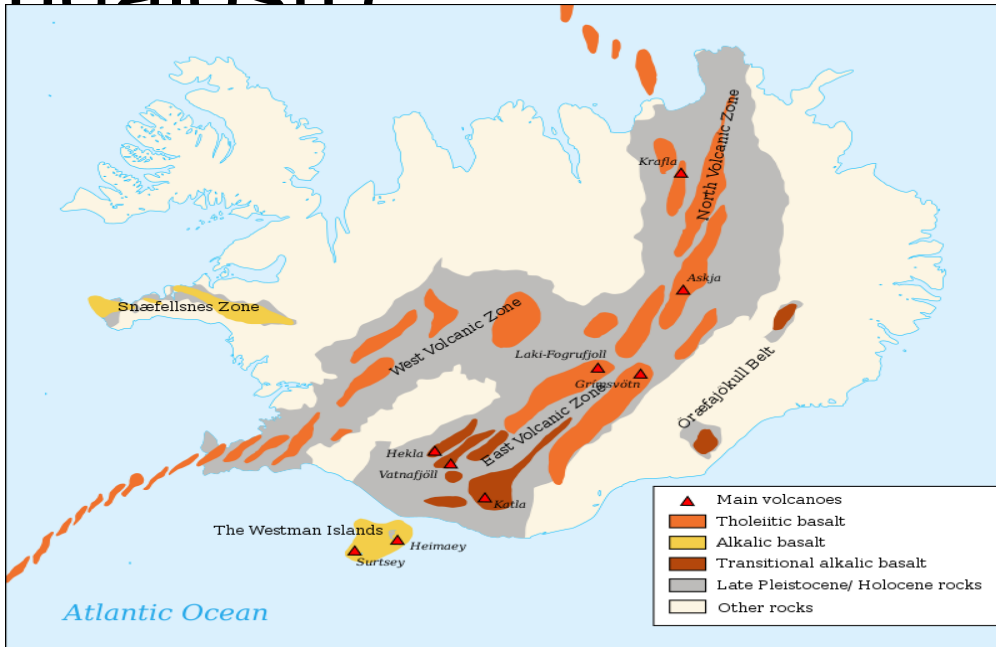 Krafla
North Volcanic Zone
Askja
Snæfellsnes Zone
West Volcanic Zone
Laki-Fogrufjoll
Grímsvötn
Öræfajökull Belt
East Volcanic Zone
Hekla
Vatnafjöll
Katla
The Westman Islands
Heimaey
Surtsey
Atlantic Ocean
Main volcanoes
Tholeiitic basalt
Alkalic basalt
Transitional alkalic basalt
Late Pleistocene/ Holocene rocks
Other rocks